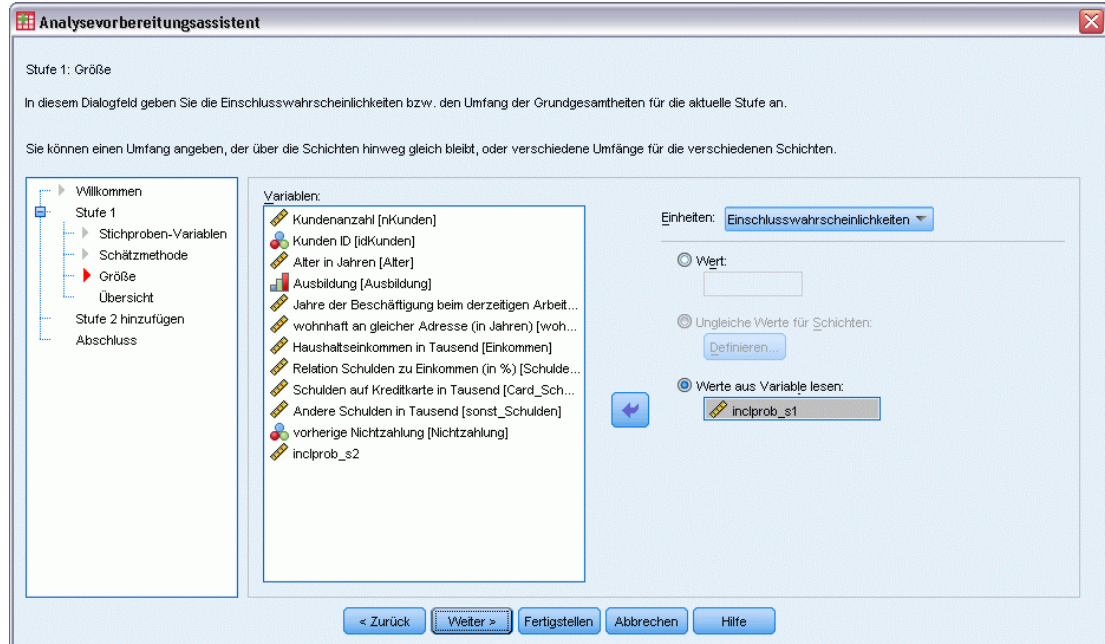 Analysevorbereitungsassistent
Stufe 1: Größe
In diesem Dialogfeld geben Sie die Einschlusswahrscheinlichkeiten bzw. den Umfang der Grundgesamtheiten für die aktuelle Stufe an.
Sie können einen Umfang angeben, der über die Schichten hinweg gleich bleibt, oder verschiedene Umfänge für die verschiedenen Schichten.
Willkommen
Stufe 1
Stichproben-Variablen
Schätzmethode
Größe
Übersicht
Stufe 2 hinzufügen
Abschluss
Variablen:
Kundenanzahl [nKunden]
Kunden ID [idKunden]
Alter in Jahren [Alter]
Ausbildung [Ausbildung]
Jahre der Beschäftigung beim derzeitigen Arbeit...
wohnhaft an gleicher Adresse (in Jahren) [woh...
Haushaltseinkommen in Tausend [Einkommen]
Relation Schulden zu Einkommen (in %) [Schulde...
Schulden auf Kreditkarte in Tausend [Card_Sch...
Andere Schulden in Tausend [sonst_Schulden]
vorherige Nichtzahlung [Nichtzahlung]
inclprob_s2
Einheiten: Einschlusswahrscheinlichkeiten
Wert:
Ungleiche Werte für Schichten:
Definieren...
Werte aus Variable lesen:
inclprob_s1
< Zurück Weiter > Fertigstellen Abbrechen Hilfe